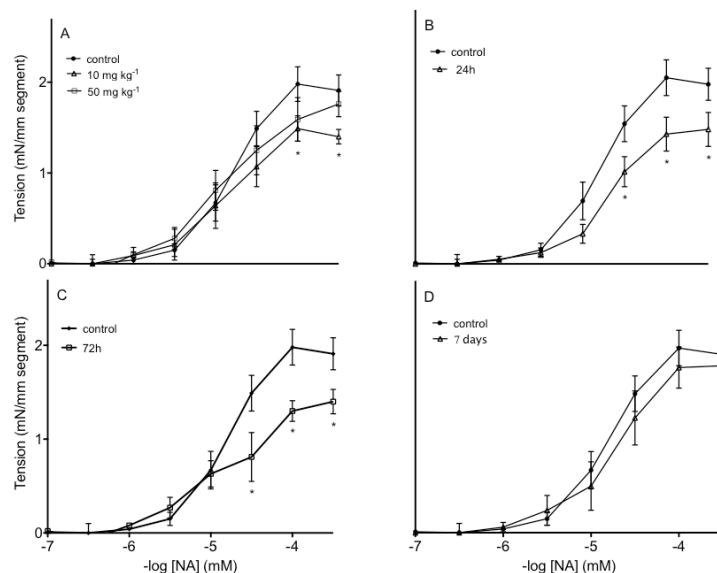 A
control
10 mg kg⁻¹
50 mg kg⁻¹
Tension (mN/mm segment)
2
1
0
*
*
B
control
24h
*
*
*
C
control
72h
Tension (mN/mm segment)
2
1
0
*
*
*
-7
-6
-5
-4
-log [NA] (mM)
D
control
7 days
-7
-6
-5
-4
-log [NA] (mM)